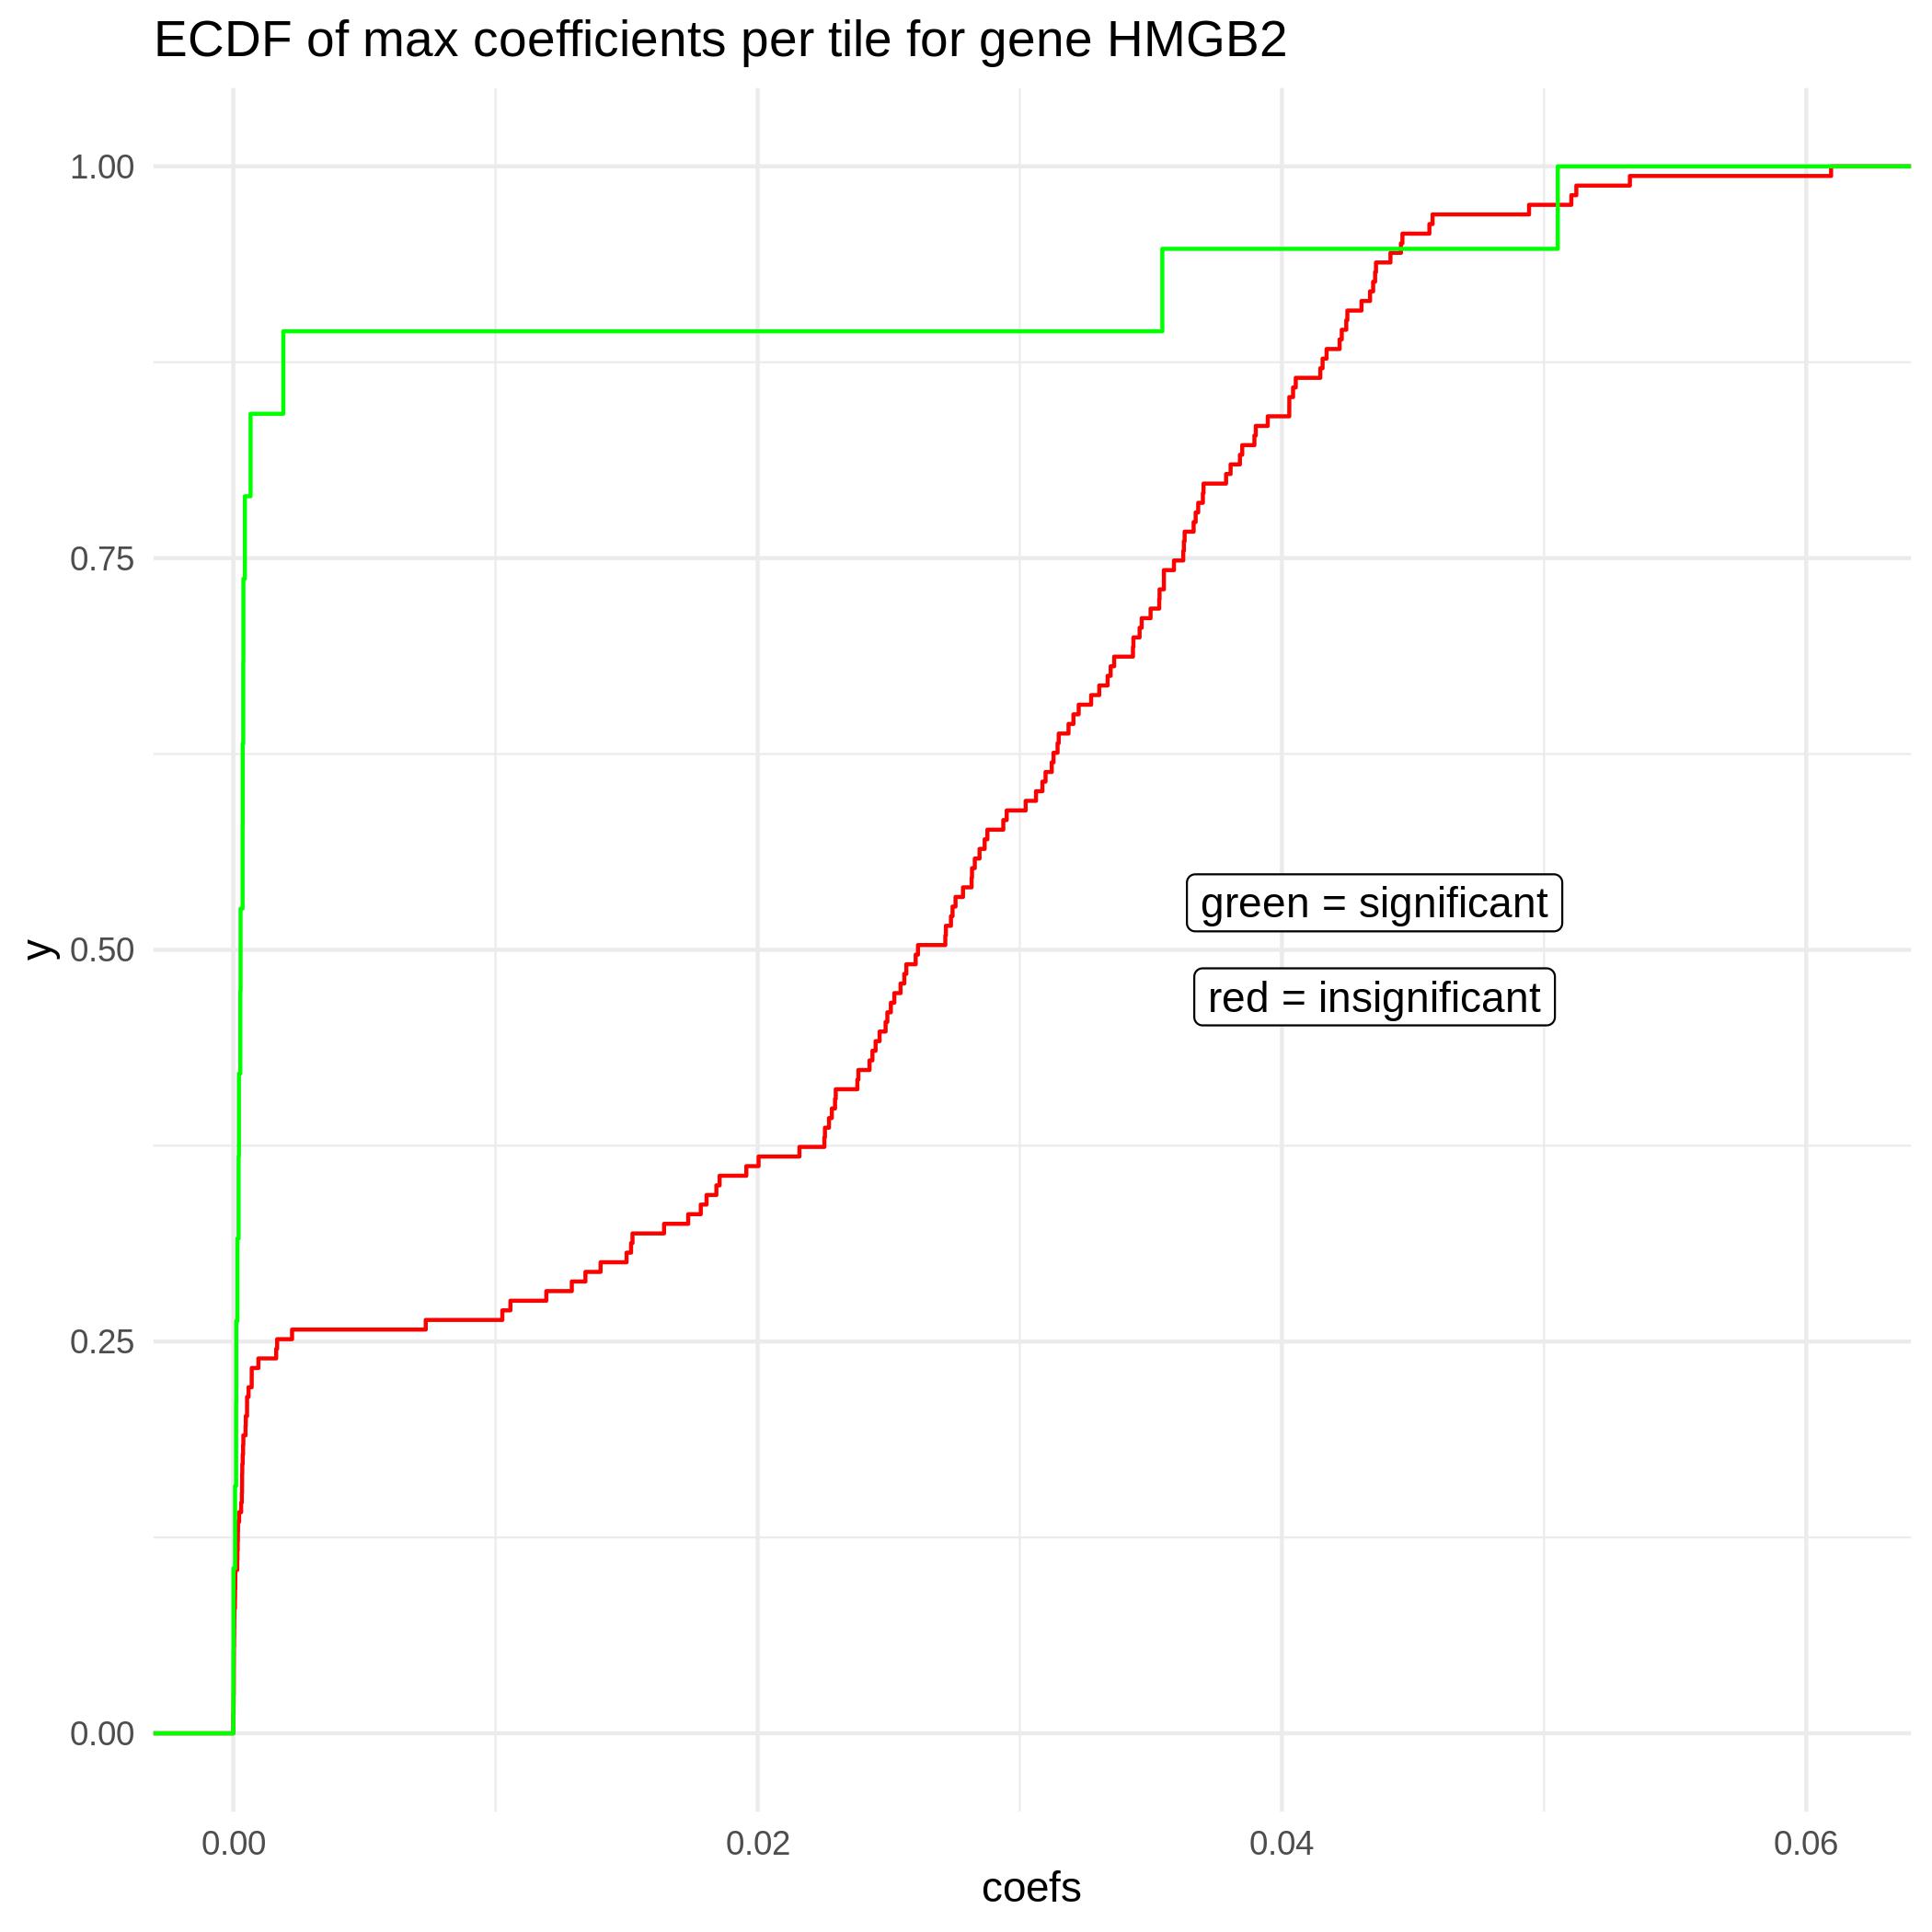 ECDF of max coefficients per tile for gene HMGB2
1.00
0.75
0.50
0.25
0.00
y
green = significant
red = insignificant
0.00 0.02 0.04 0.06
coefs